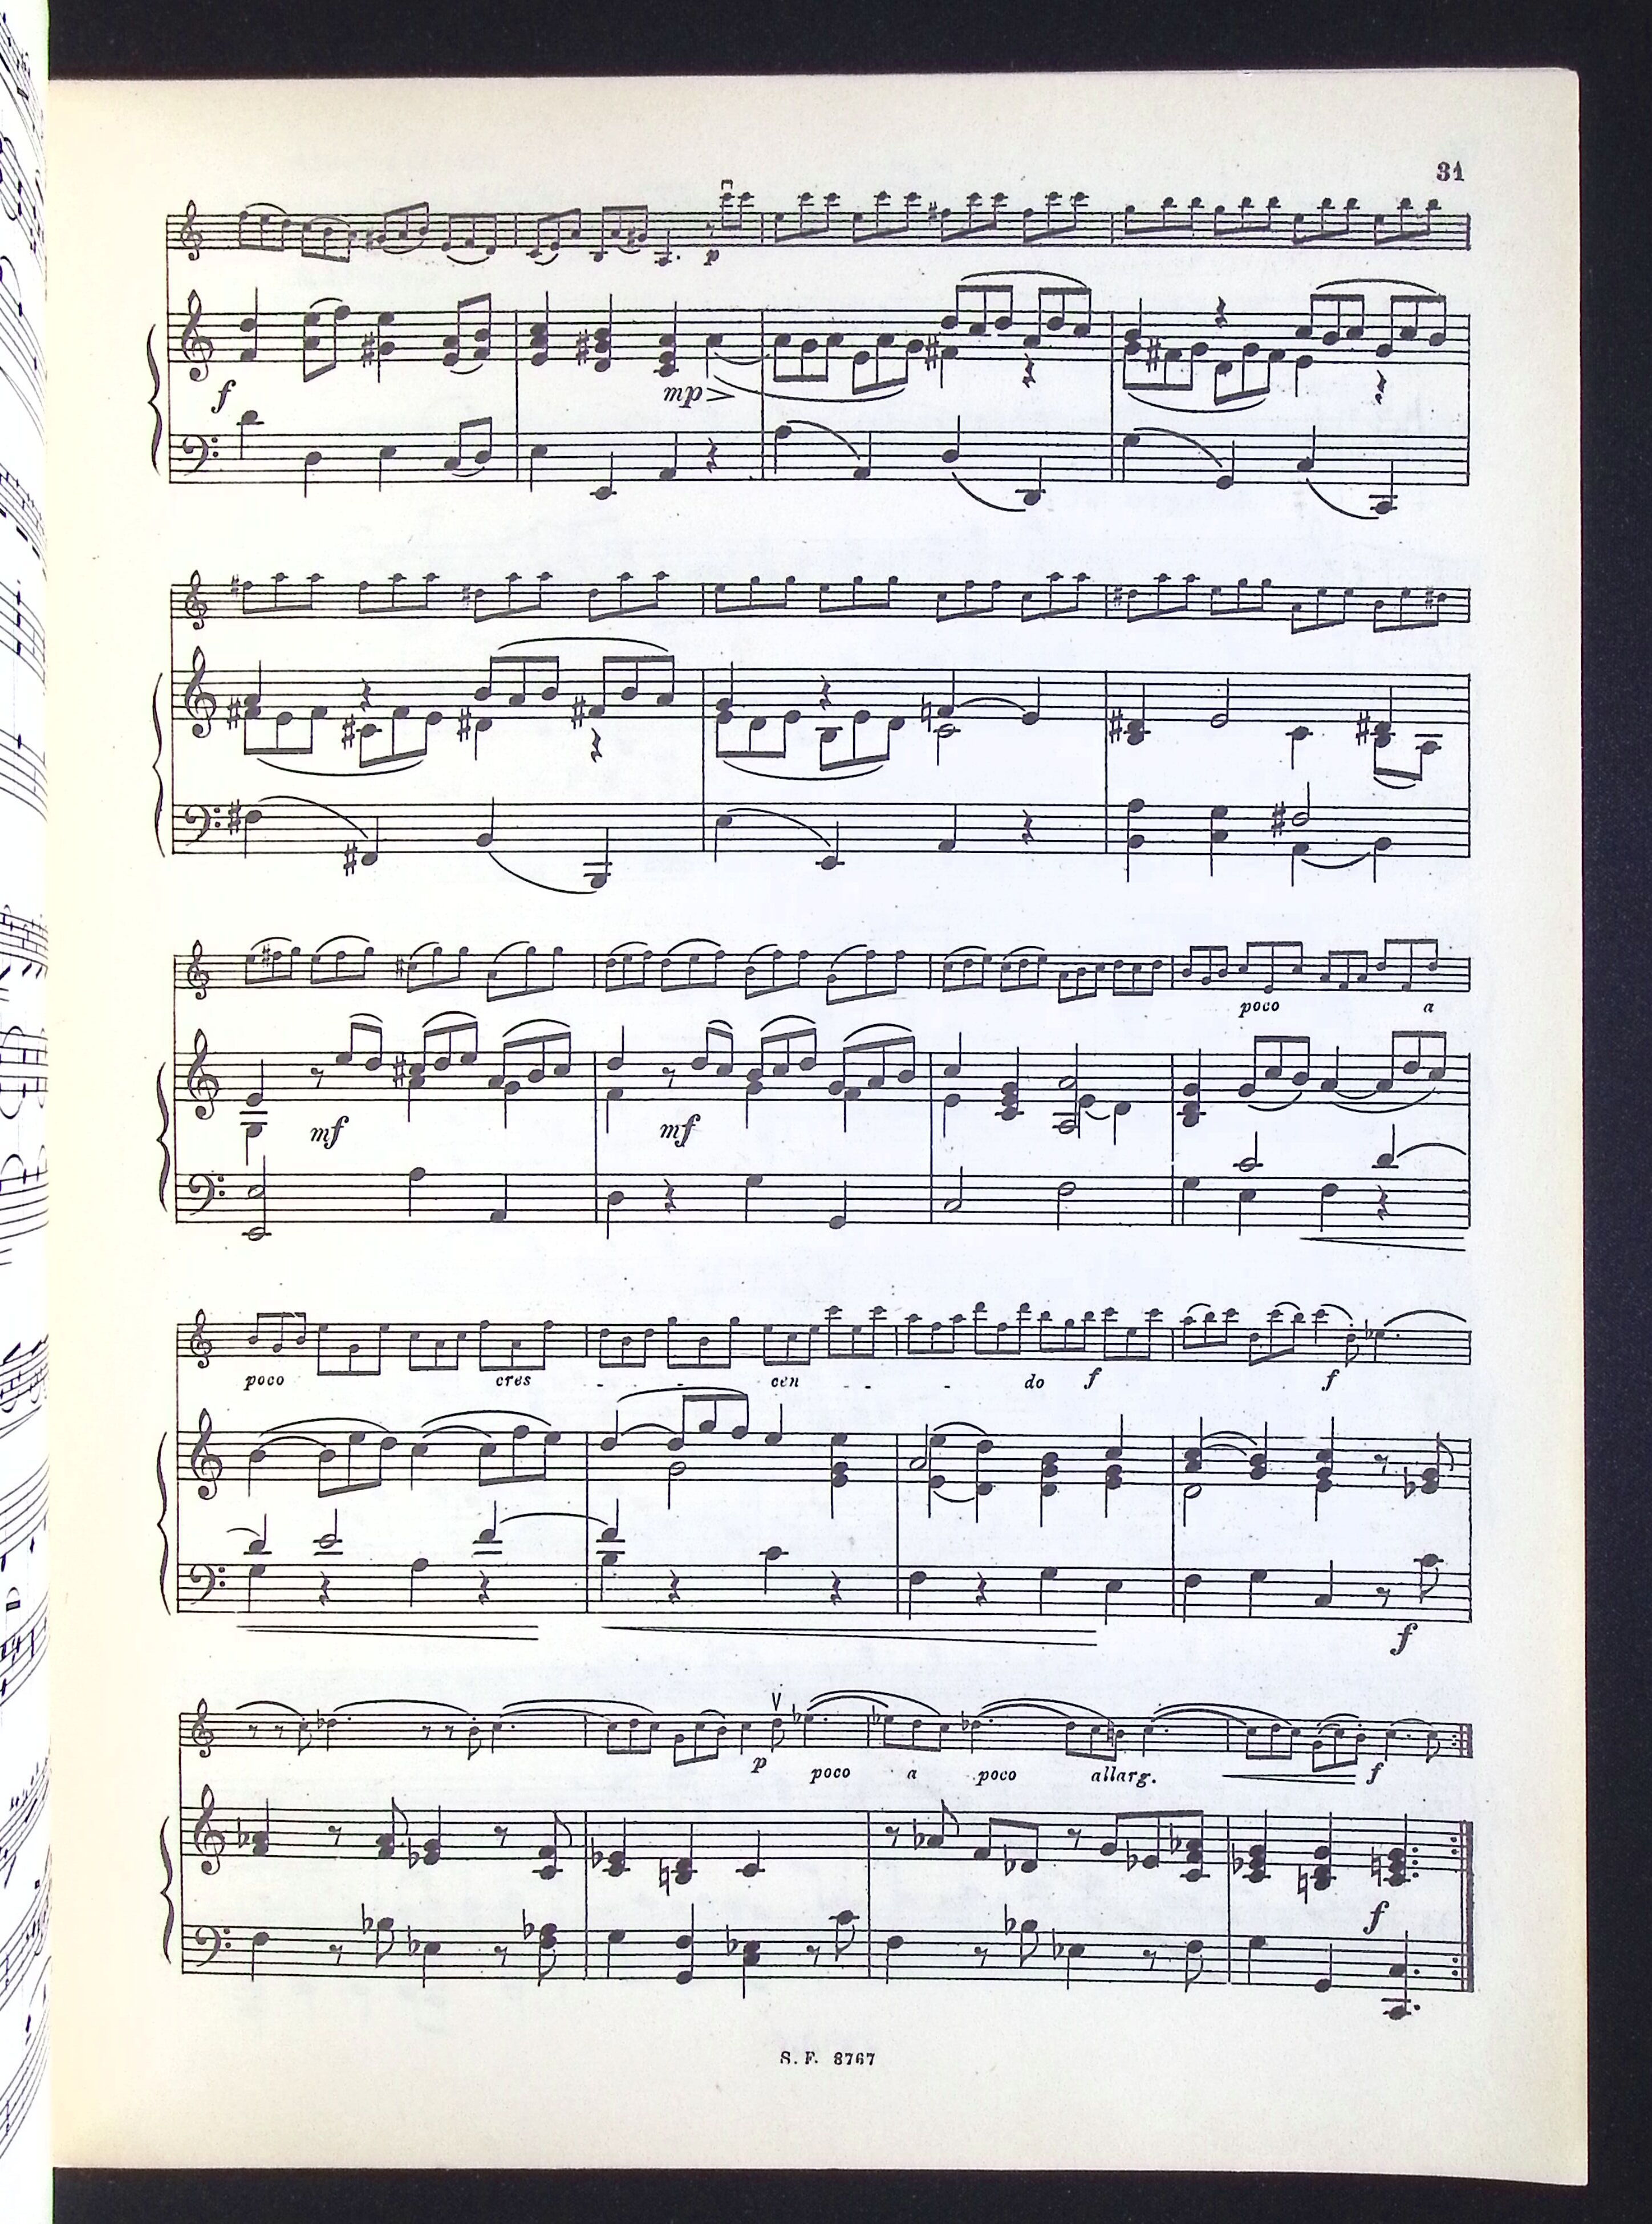 31
p
f
mp
poco a
mf mf
poco cres - - - cen - - - do f f
f
p poco a poco allarg. f
f
S. F. 8767